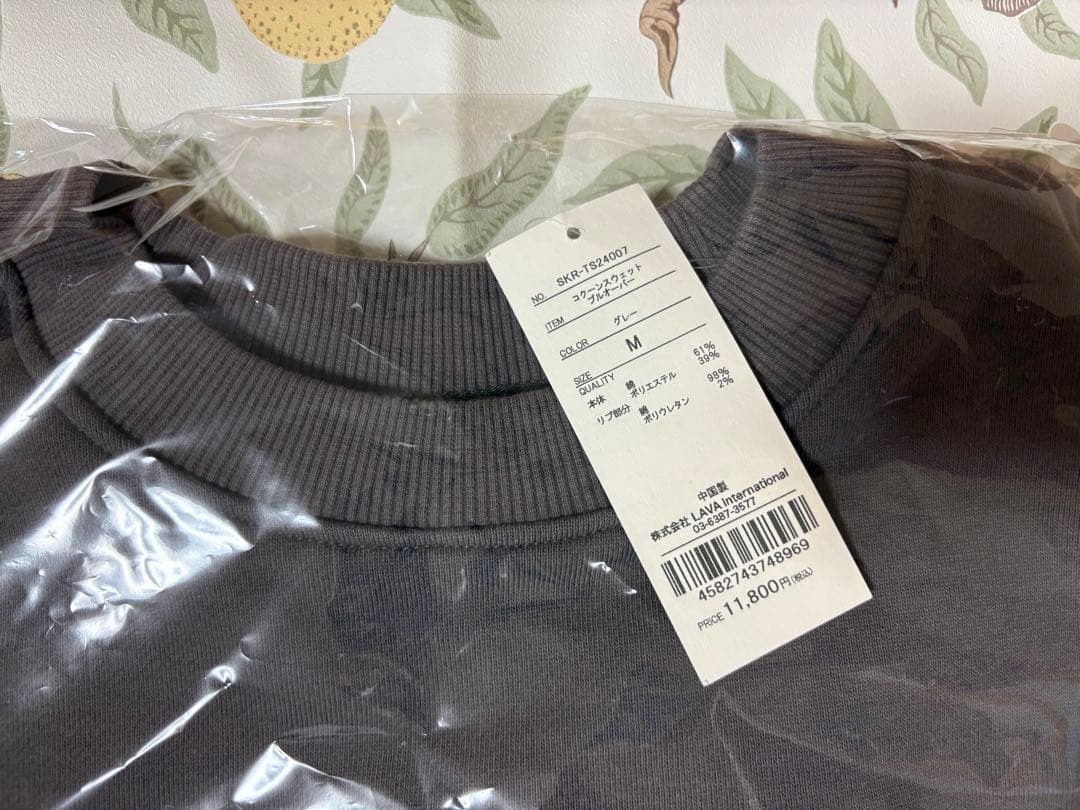 NO. SKR-TS24007
ITEM コクーンスウェット
プルオーバー
COLOR グレー
SIZE M
QUALITY
本体 綿 61%
ポリエステル 39%
リブ部分 綿 98%
ポリウレタン 2%
中国製
株式会社 LAVA International
03-6387-3577
4582743748969
PRICE 11,800円(税込)